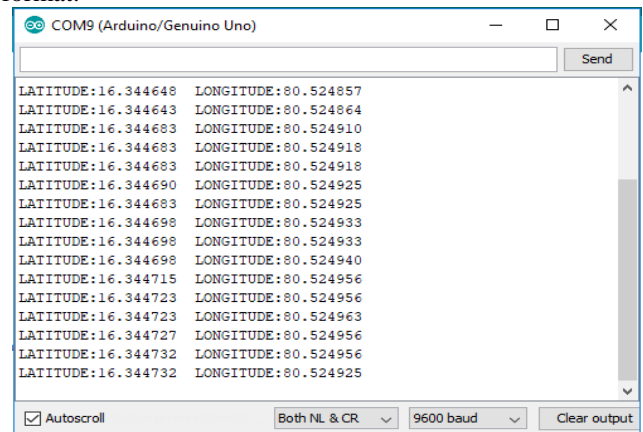 COM9 (Arduino/Genuino Uno)
Send
LATITUDE:16.344648 LONGITUDE:80.524857
LATITUDE:16.344643 LONGITUDE:80.524864
LATITUDE:16.344683 LONGITUDE:80.524910
LATITUDE:16.344683 LONGITUDE:80.524918
LATITUDE:16.344683 LONGITUDE:80.524918
LATITUDE:16.344690 LONGITUDE:80.524925
LATITUDE:16.344683 LONGITUDE:80.524925
LATITUDE:16.344698 LONGITUDE:80.524933
LATITUDE:16.344698 LONGITUDE:80.524933
LATITUDE:16.344698 LONGITUDE:80.524940
LATITUDE:16.344715 LONGITUDE:80.524956
LATITUDE:16.344723 LONGITUDE:80.524956
LATITUDE:16.344723 LONGITUDE:80.524963
LATITUDE:16.344727 LONGITUDE:80.524956
LATITUDE:16.344732 LONGITUDE:80.524956
LATITUDE:16.344732 LONGITUDE:80.524925
Autoscroll Both NL & CR 9600 baud Clear output